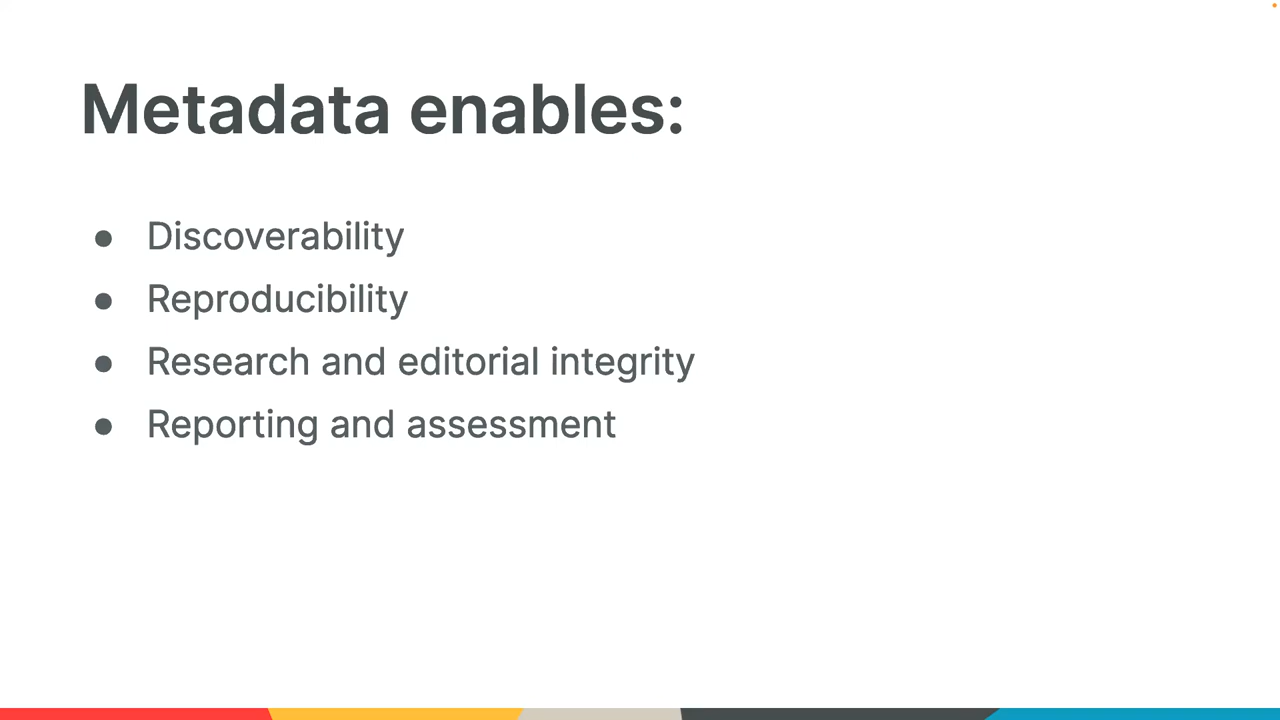 Metadata enables:
● Discoverability
● Reproducibility
● Research and editorial integrity
● Reporting and assessment